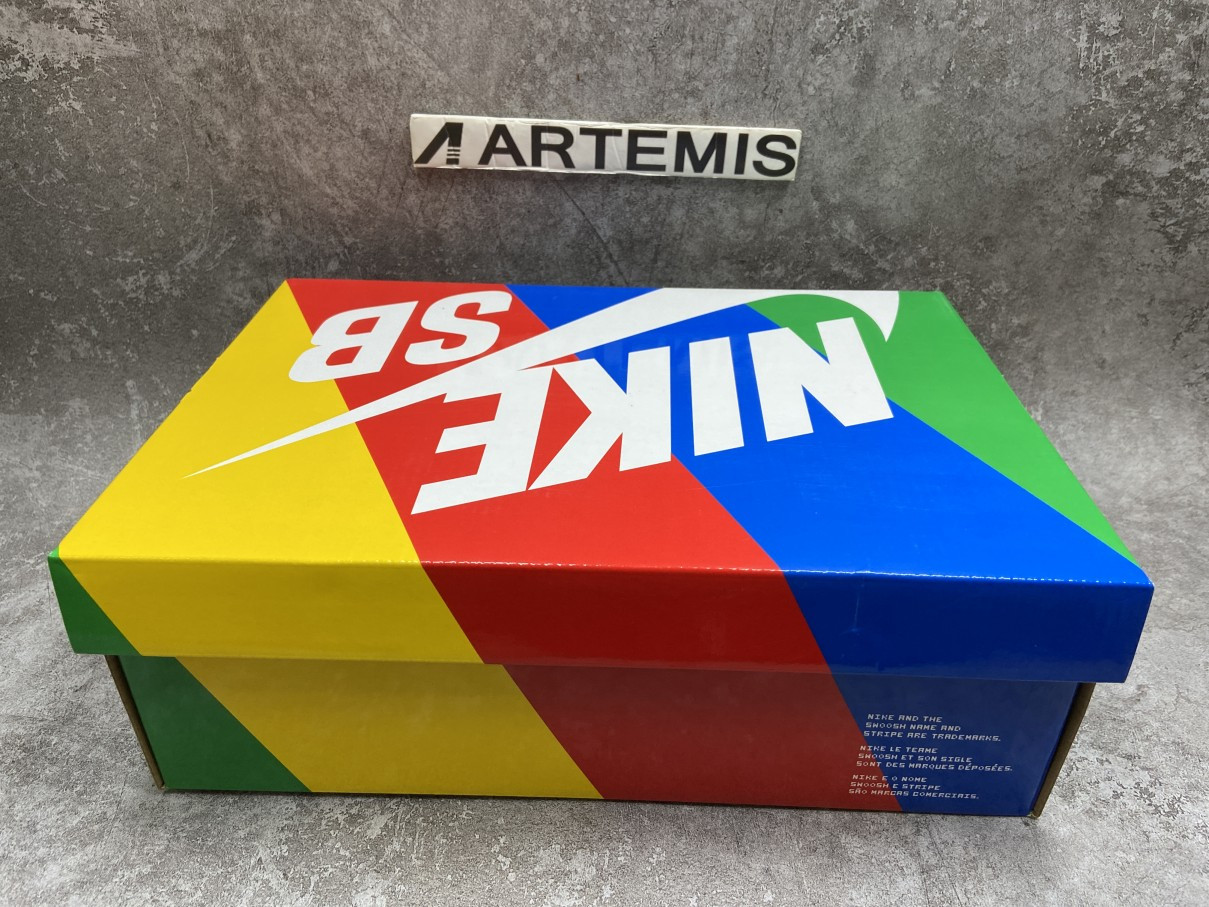 ARTEMIS
NIKE
SB
NIKE AND THE
SWOOSH NAME AND
STRIPE ARE TRADEMARKS.
NIKE LE TERME
SWOOSH ET SON SIGLE
SONT DES MARQUES DÉPOSÉES.
NIKE E O NOME
SWOOSH E STRIPE
SÃO MARCAS COMERCIAIS.